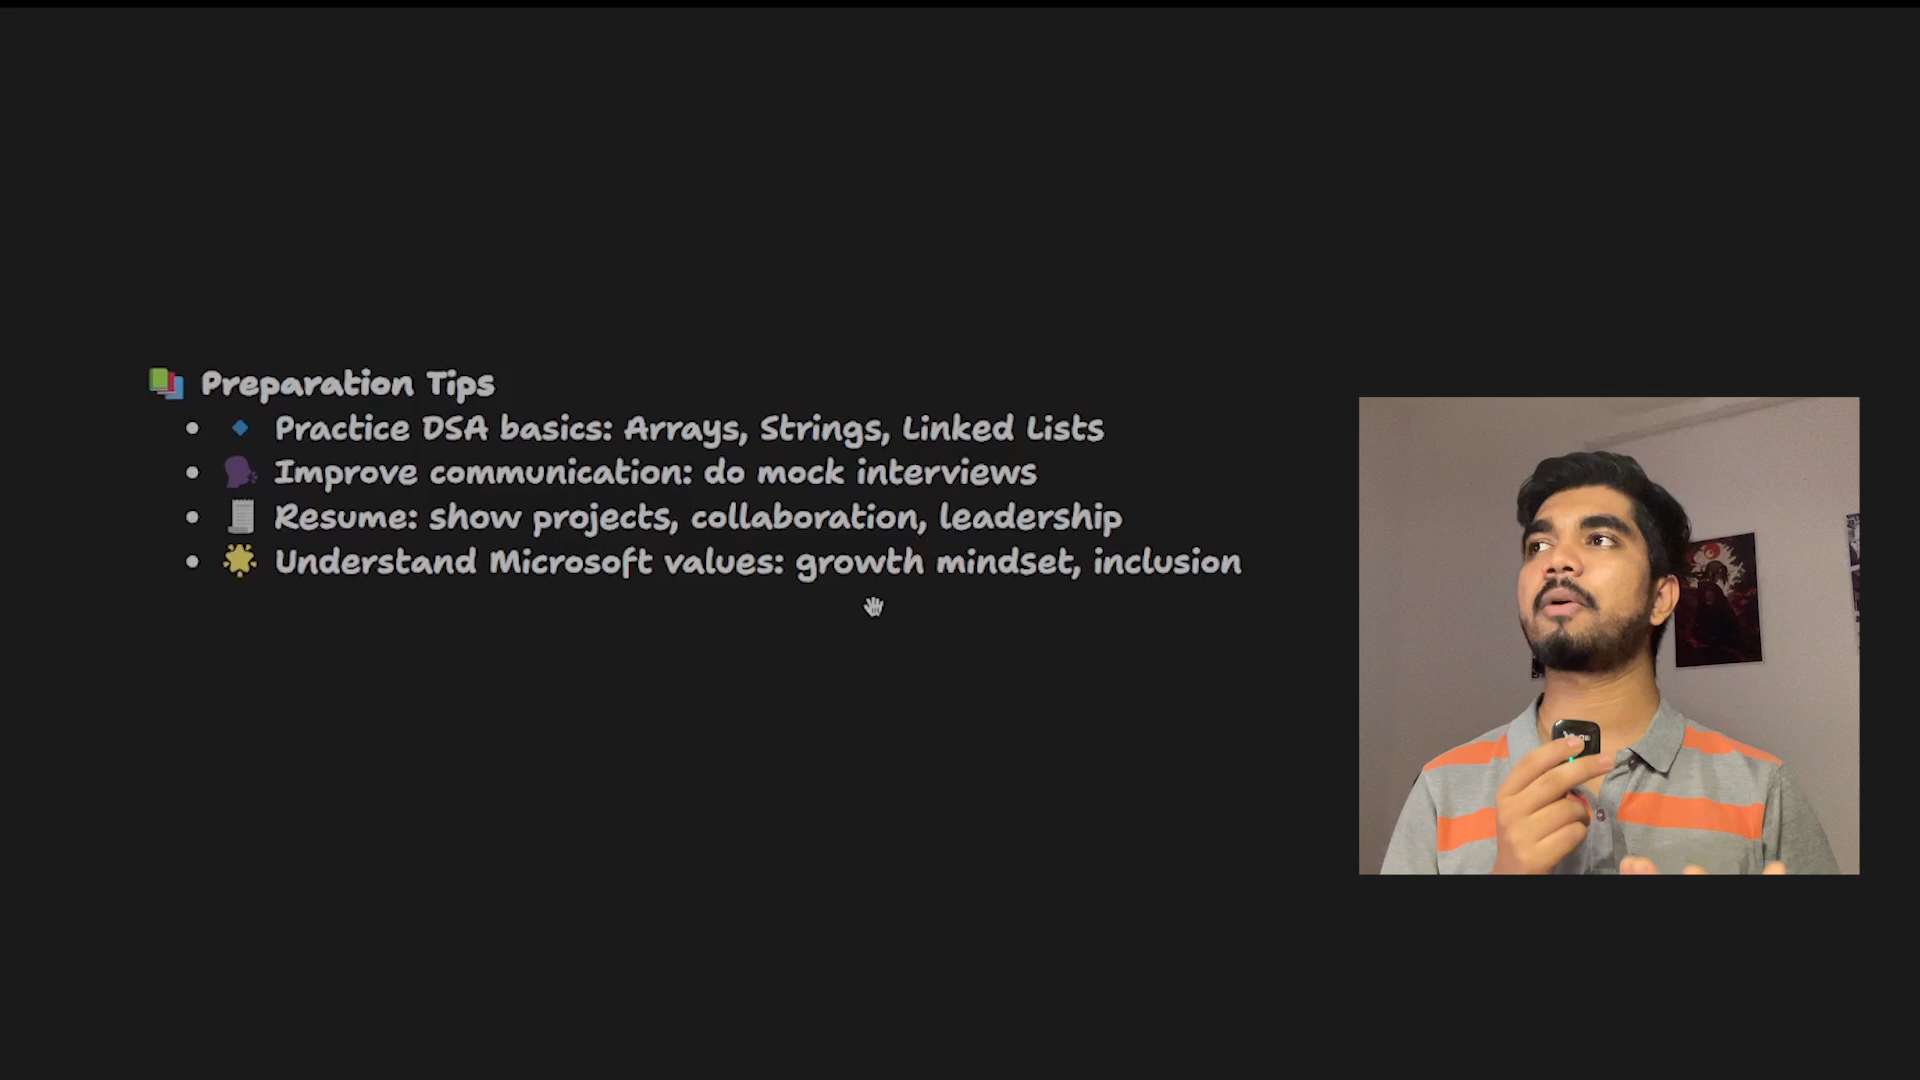 📚 Preparation Tips
• 🔹 Practice DSA basics: Arrays, Strings, Linked Lists
• 🗣 Improve communication: do mock interviews
• 🧾 Resume: show projects, collaboration, leadership
• 🌟 Understand Microsoft values: growth mindset, inclusion